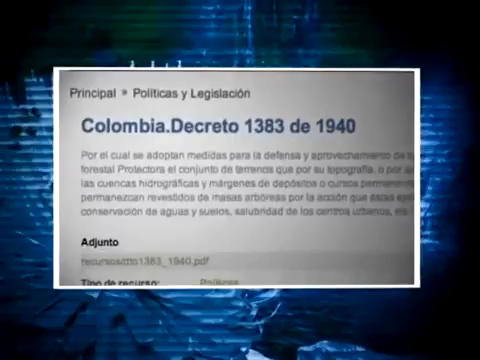 Principal » Políticas y Legislación
Colombia.Decreto 1383 de 1940
Por el cual se adoptan medidas para la defensa y aprovechamiento de
forestal Protectora el conjunto de terrenos que por su topografía, o por
las cuencas hidrográficas y márgenes de depósitos o cursos permanentes
permanezcan revestidos de masas arbóreas por la acción que éstas
conservación de aguas y suelos, salubridad de los centros urbanos,
Adjunto
recursos/dto1383_1940.pdf
Tipo de recurso: Políticas